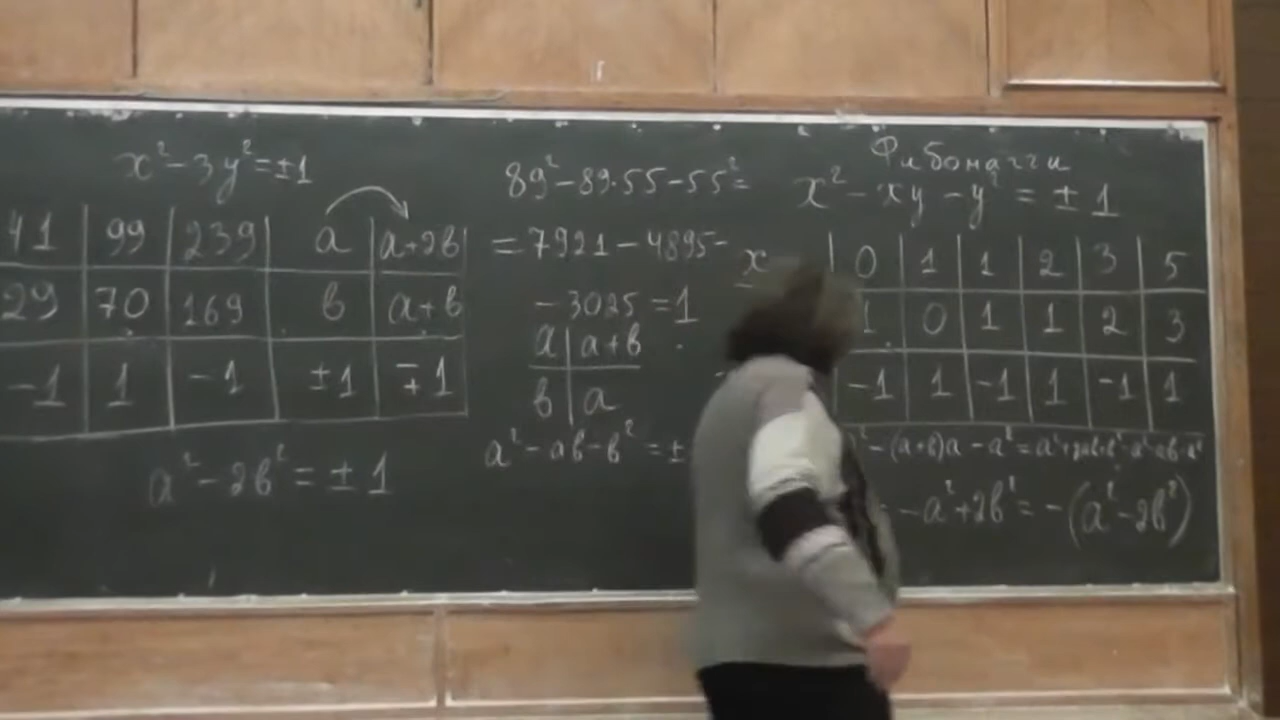 x² - 3y² = ±1
41 | 99 | 239 | a | a+2b
29 | 70 | 169 | b | a+b
-1 | 1 | -1 | ±1 | ∓1
a² - 2b² = ±1
89² - 89·55 - 55² =
= 7921 - 4895 -
- 3025 = 1
a | a+b
b | a
a² - ab - b² = ±
Фибоначчи
x² - xy - y² = ±1
x | 0 | 1 | 1 | 2 | 3 | 5
1 | 0 | 1 | 1 | 2 | 3
-1 | 1 | -1 | 1 | -1 | 1
² - (a+b)a - a² = a² + 2ab + b² - a² - ab - a²
- a² + 2b² = -(a² - 2b²)